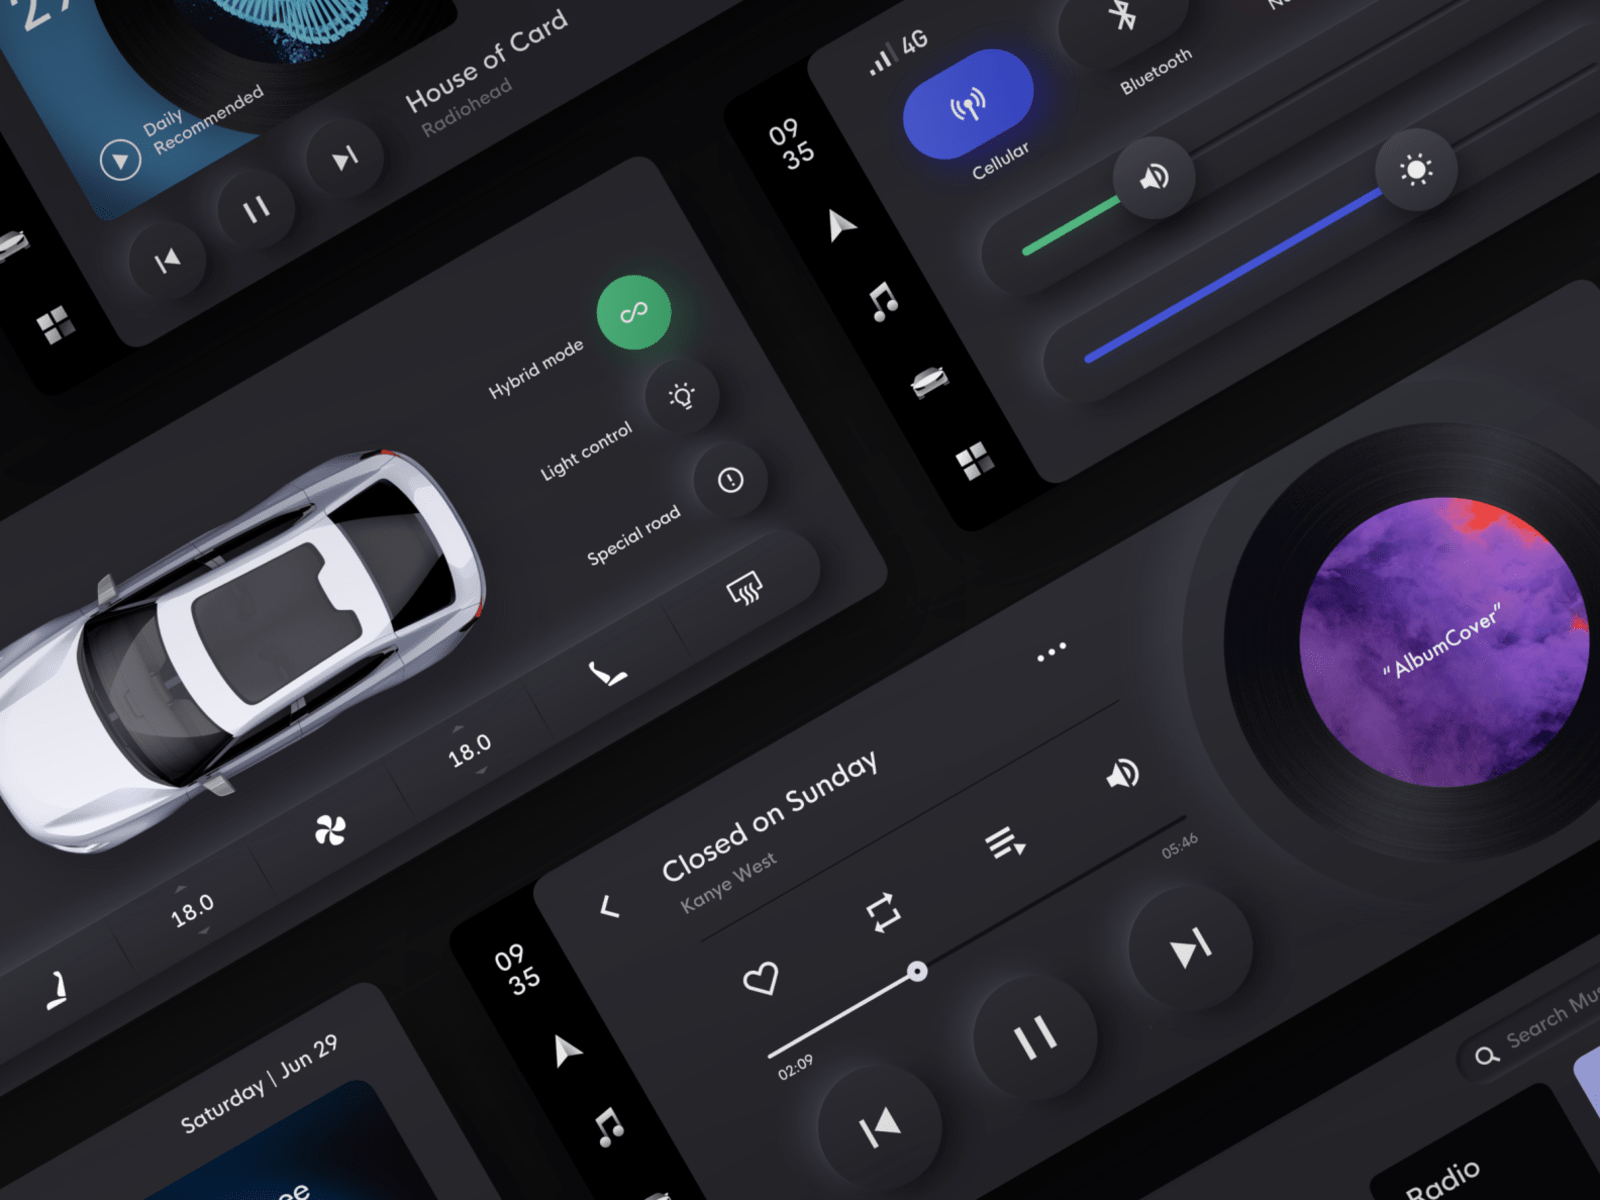 Daily
Recommended
House of Card
Radiohead
4G
Bluetooth
Cellular
09
35
Hybrid mode
Light control
Special road
18.0
18.0
Closed on Sunday
Kanye West
05:46
02:09
"AlbumCover"
09
35
Saturday | Jun 29
Search
Radio